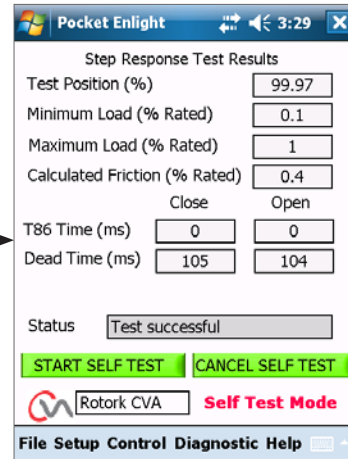 Pocket Enlight 3:29
Step Response Test Results
Test Position (%) 99.97
Minimum Load (% Rated) 0.1
Maximum Load (% Rated) 1
Calculated Friction (% Rated) 0.4
Close Open
T86 Time (ms) 0 0
Dead Time (ms) 105 104
Status Test successful
START SELF TEST CANCEL SELF TEST
Rotork CVA Self Test Mode
File Setup Control Diagnostic Help